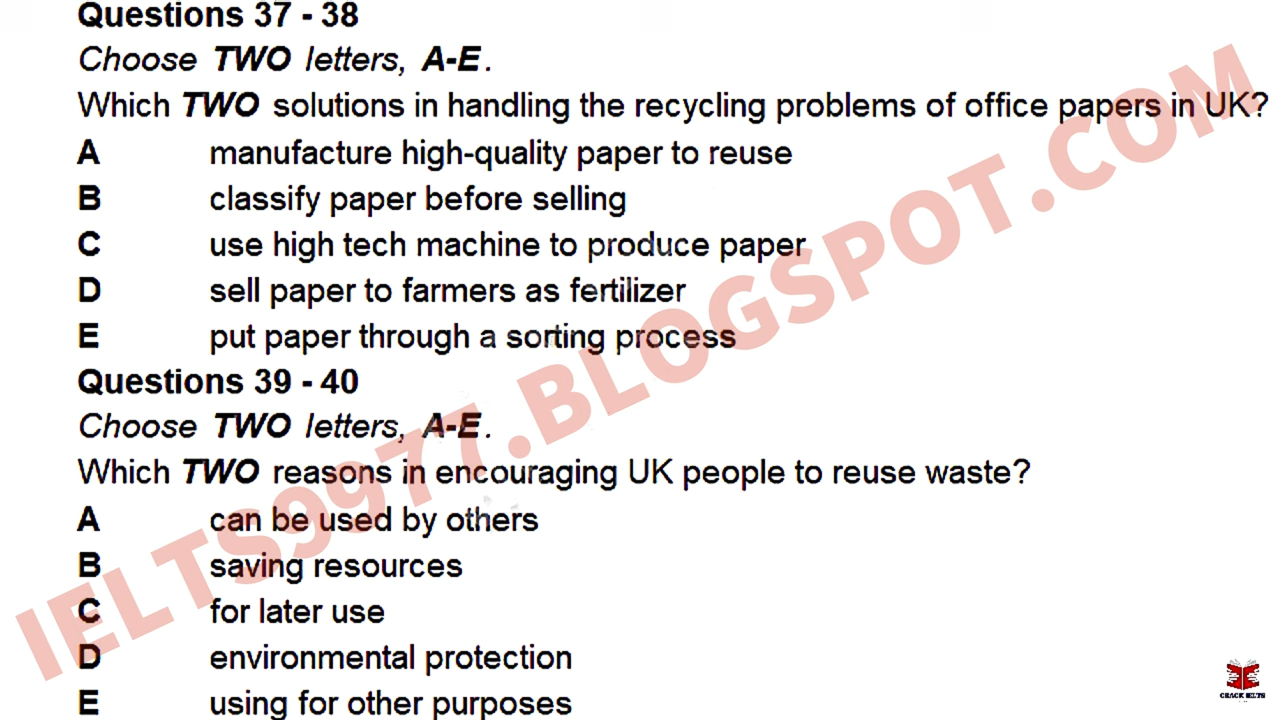 Questions 37 - 38
Choose TWO letters, A-E.
Which TWO solutions in handling the recycling problems of office papers in UK?
A manufacture high-quality paper to reuse
B classify paper before selling
C use high tech machine to produce paper
D sell paper to farmers as fertilizer
E put paper through a sorting process
Questions 39 - 40
Choose TWO letters, A-E.
Which TWO reasons in encouraging UK people to reuse waste?
A can be used by others
B saving resources
C for later use
D environmental protection
E using for other purposes
IELTS9977.BLOGSPOT.COM
CRACK IELTS